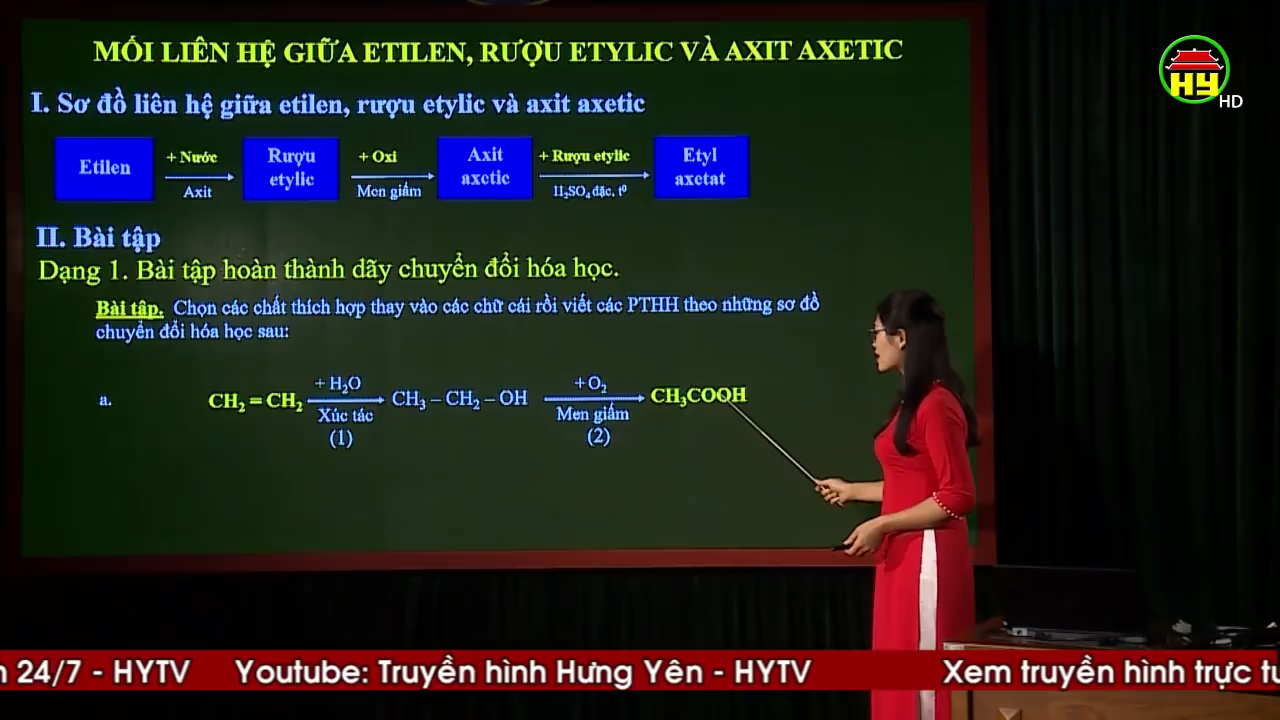 MỐI LIÊN HỆ GIỮA ETILEN, RƯỢU ETYLIC VÀ AXIT AXETIC
HY
HD
I. Sơ đồ liên hệ giữa etilen, rượu etylic và axit axetic
Etilen + Nước Axit Rượu etylic + Oxi Men giấm Axit axetic + Rượu etylic H₂SO₄ đặc, t⁰ Etyl axetat
II. Bài tập
Dạng 1. Bài tập hoàn thành dãy chuyển đổi hóa học.
Bài tập. Chọn các chất thích hợp thay vào các chữ cái rồi viết các PTHH theo những sơ đồ
chuyển đổi hóa học sau:
+ H₂O +O₂
a. CH₂ = CH₂ CH₃ – CH₂ – OH CH₃COOH
Xúc tác Men giấm
(1) (2)
24/7 - HYTV Youtube: Truyền hình Hưng Yên - HYTV Xem truyền hình trực